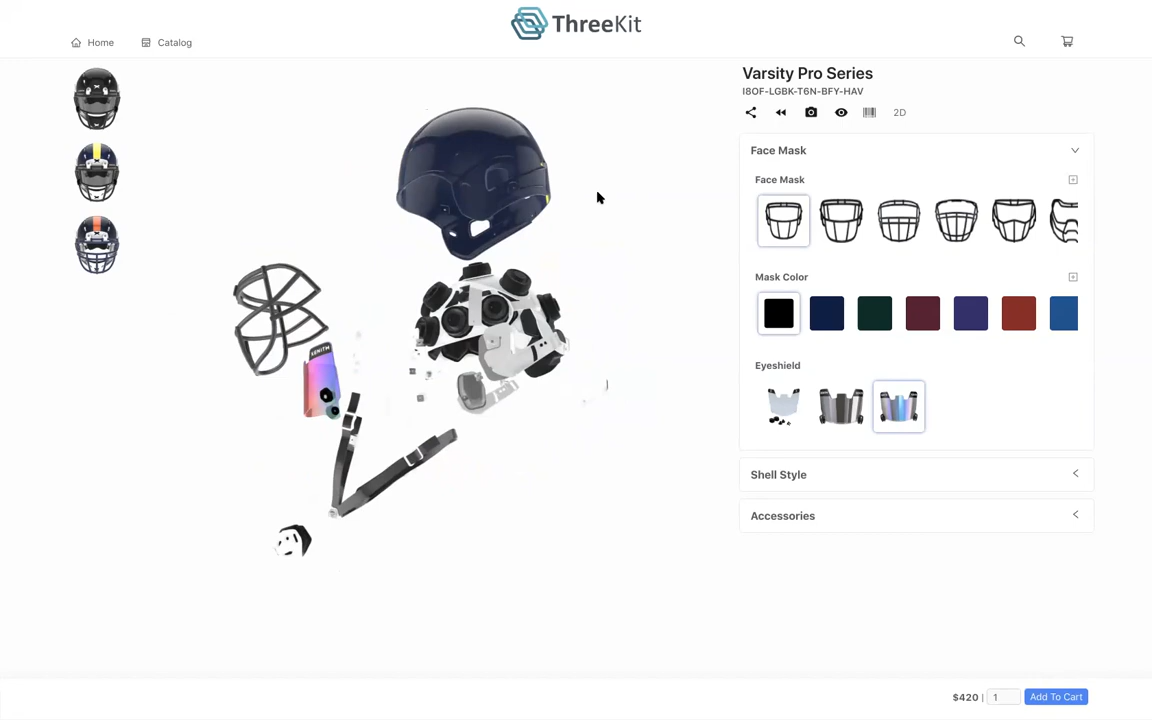 ThreeKit
Home
Catalog
Varsity Pro Series
I8OF-LGBK-T6N-BFY-HAV
2D
Face Mask
Face Mask
Mask Color
Eyeshield
Shell Style
Accessories
XENITH
$420 | 1 Add To Cart